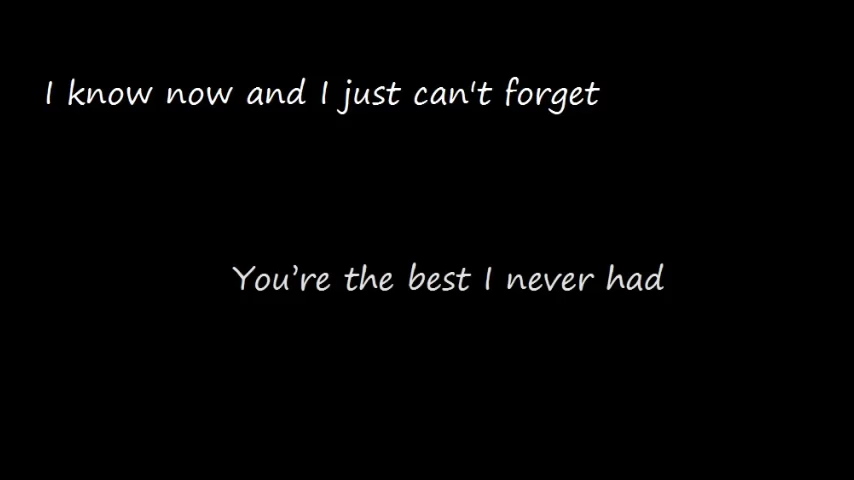 I know now and I just can't forget
You’re the best I never had